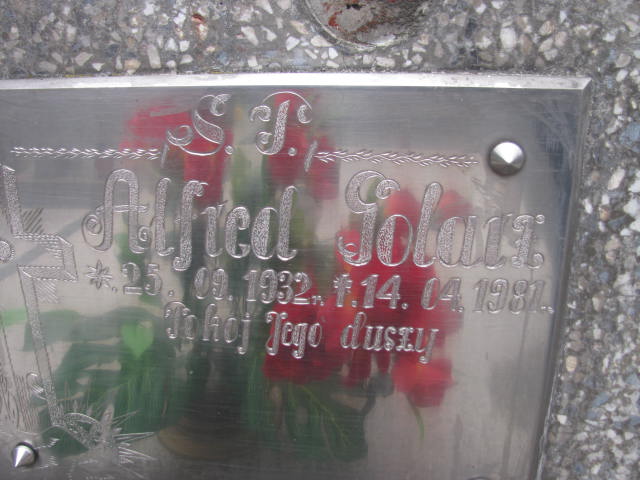 Ś. P.
Alfred Golarz
*. 25. 09. 1932., †. 14. 04. 1981.
Pokój Jego duszy